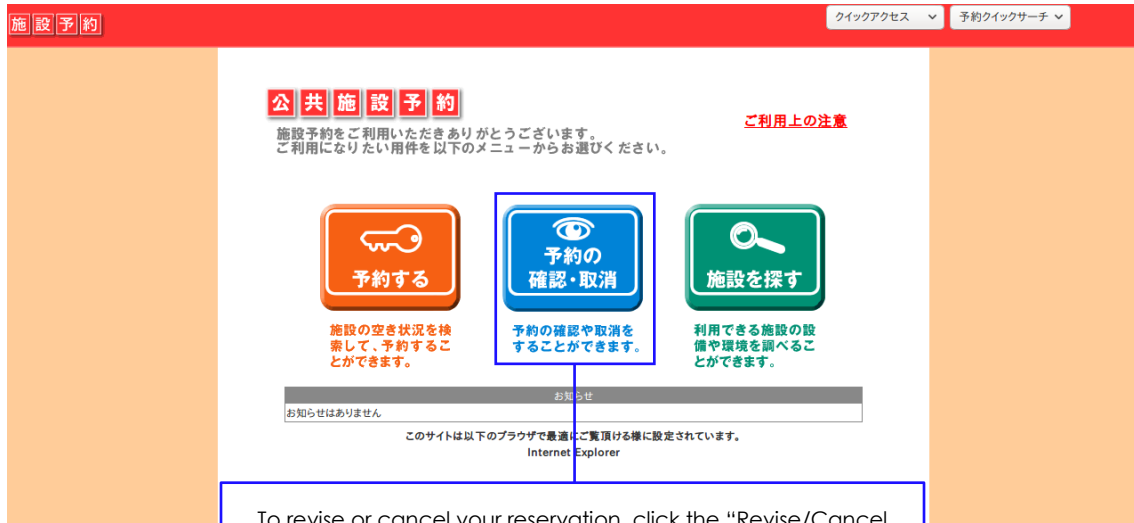 施設予約
クイックアクセス
予約クイックサーチ
公共施設予約
ご利用上の注意
施設予約をご利用いただきありがとうございます。
ご利用になりたい用件を以下のメニューからお選びください。
予約する
予約の
確認・取消
施設を探す
施設の空き状況を検
索して、予約するこ
とができます。
予約の確認や取消を
することができます。
利用できる施設の設
備や環境を調べるこ
とができます。
お知らせ
お知らせはありません
このサイトは以下のブラウザで最適にご覧頂ける様に設定されています。
Internet Explorer
To revise or cancel your reservation, click the “Revise/Cancel